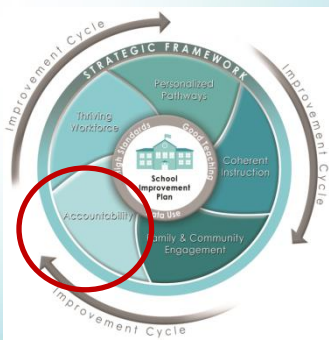 Improvement Cycle
Improvement Cycle
Improvement Cycle
STRATEGIC FRAMEWORK
Personalized
Pathways
Thriving
Workforce
Coherent
Instruction
Accountability
Family & Community
Engagement
High Standards
Good Teaching
Data Use
School
Improvement
Plan